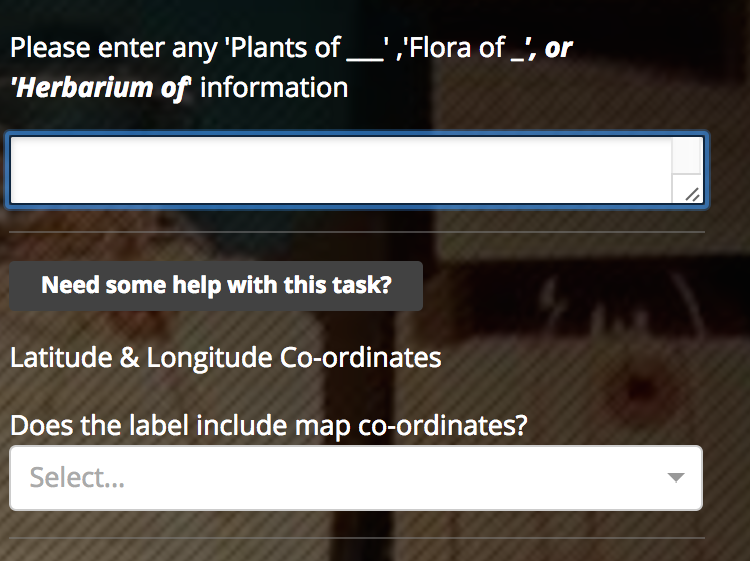 Please enter any 'Plants of ___' ,'Flora of _', or
'Herbarium of' information
Need some help with this task?
Latitude & Longitude Co-ordinates
Does the label include map co-ordinates?
Select...